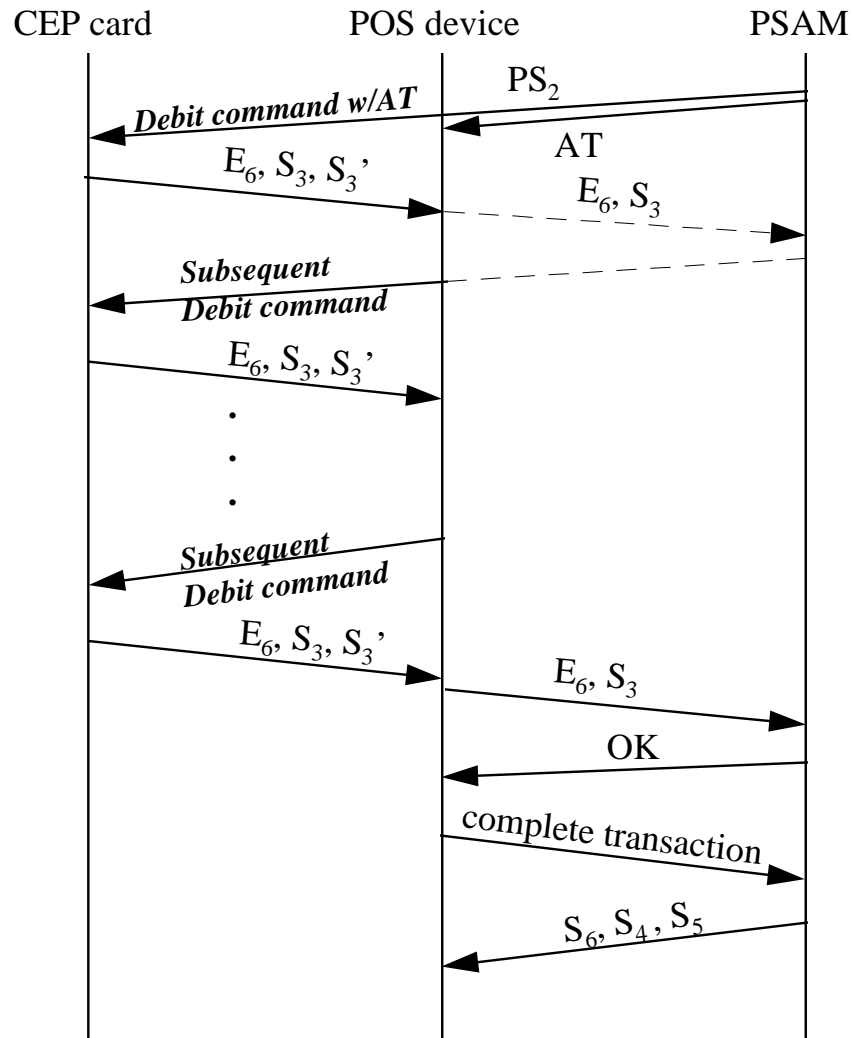 CEP card POS device PSAM
PS₂
Debit command w/AT
AT
E₆, S₃, S₃’
E₆, S₃
Subsequent
Debit command
E₆, S₃, S₃’
.
.
.
Subsequent
Debit command
E₆, S₃, S₃’
E₆, S₃
OK
complete transaction
S₆, S₄, S₅